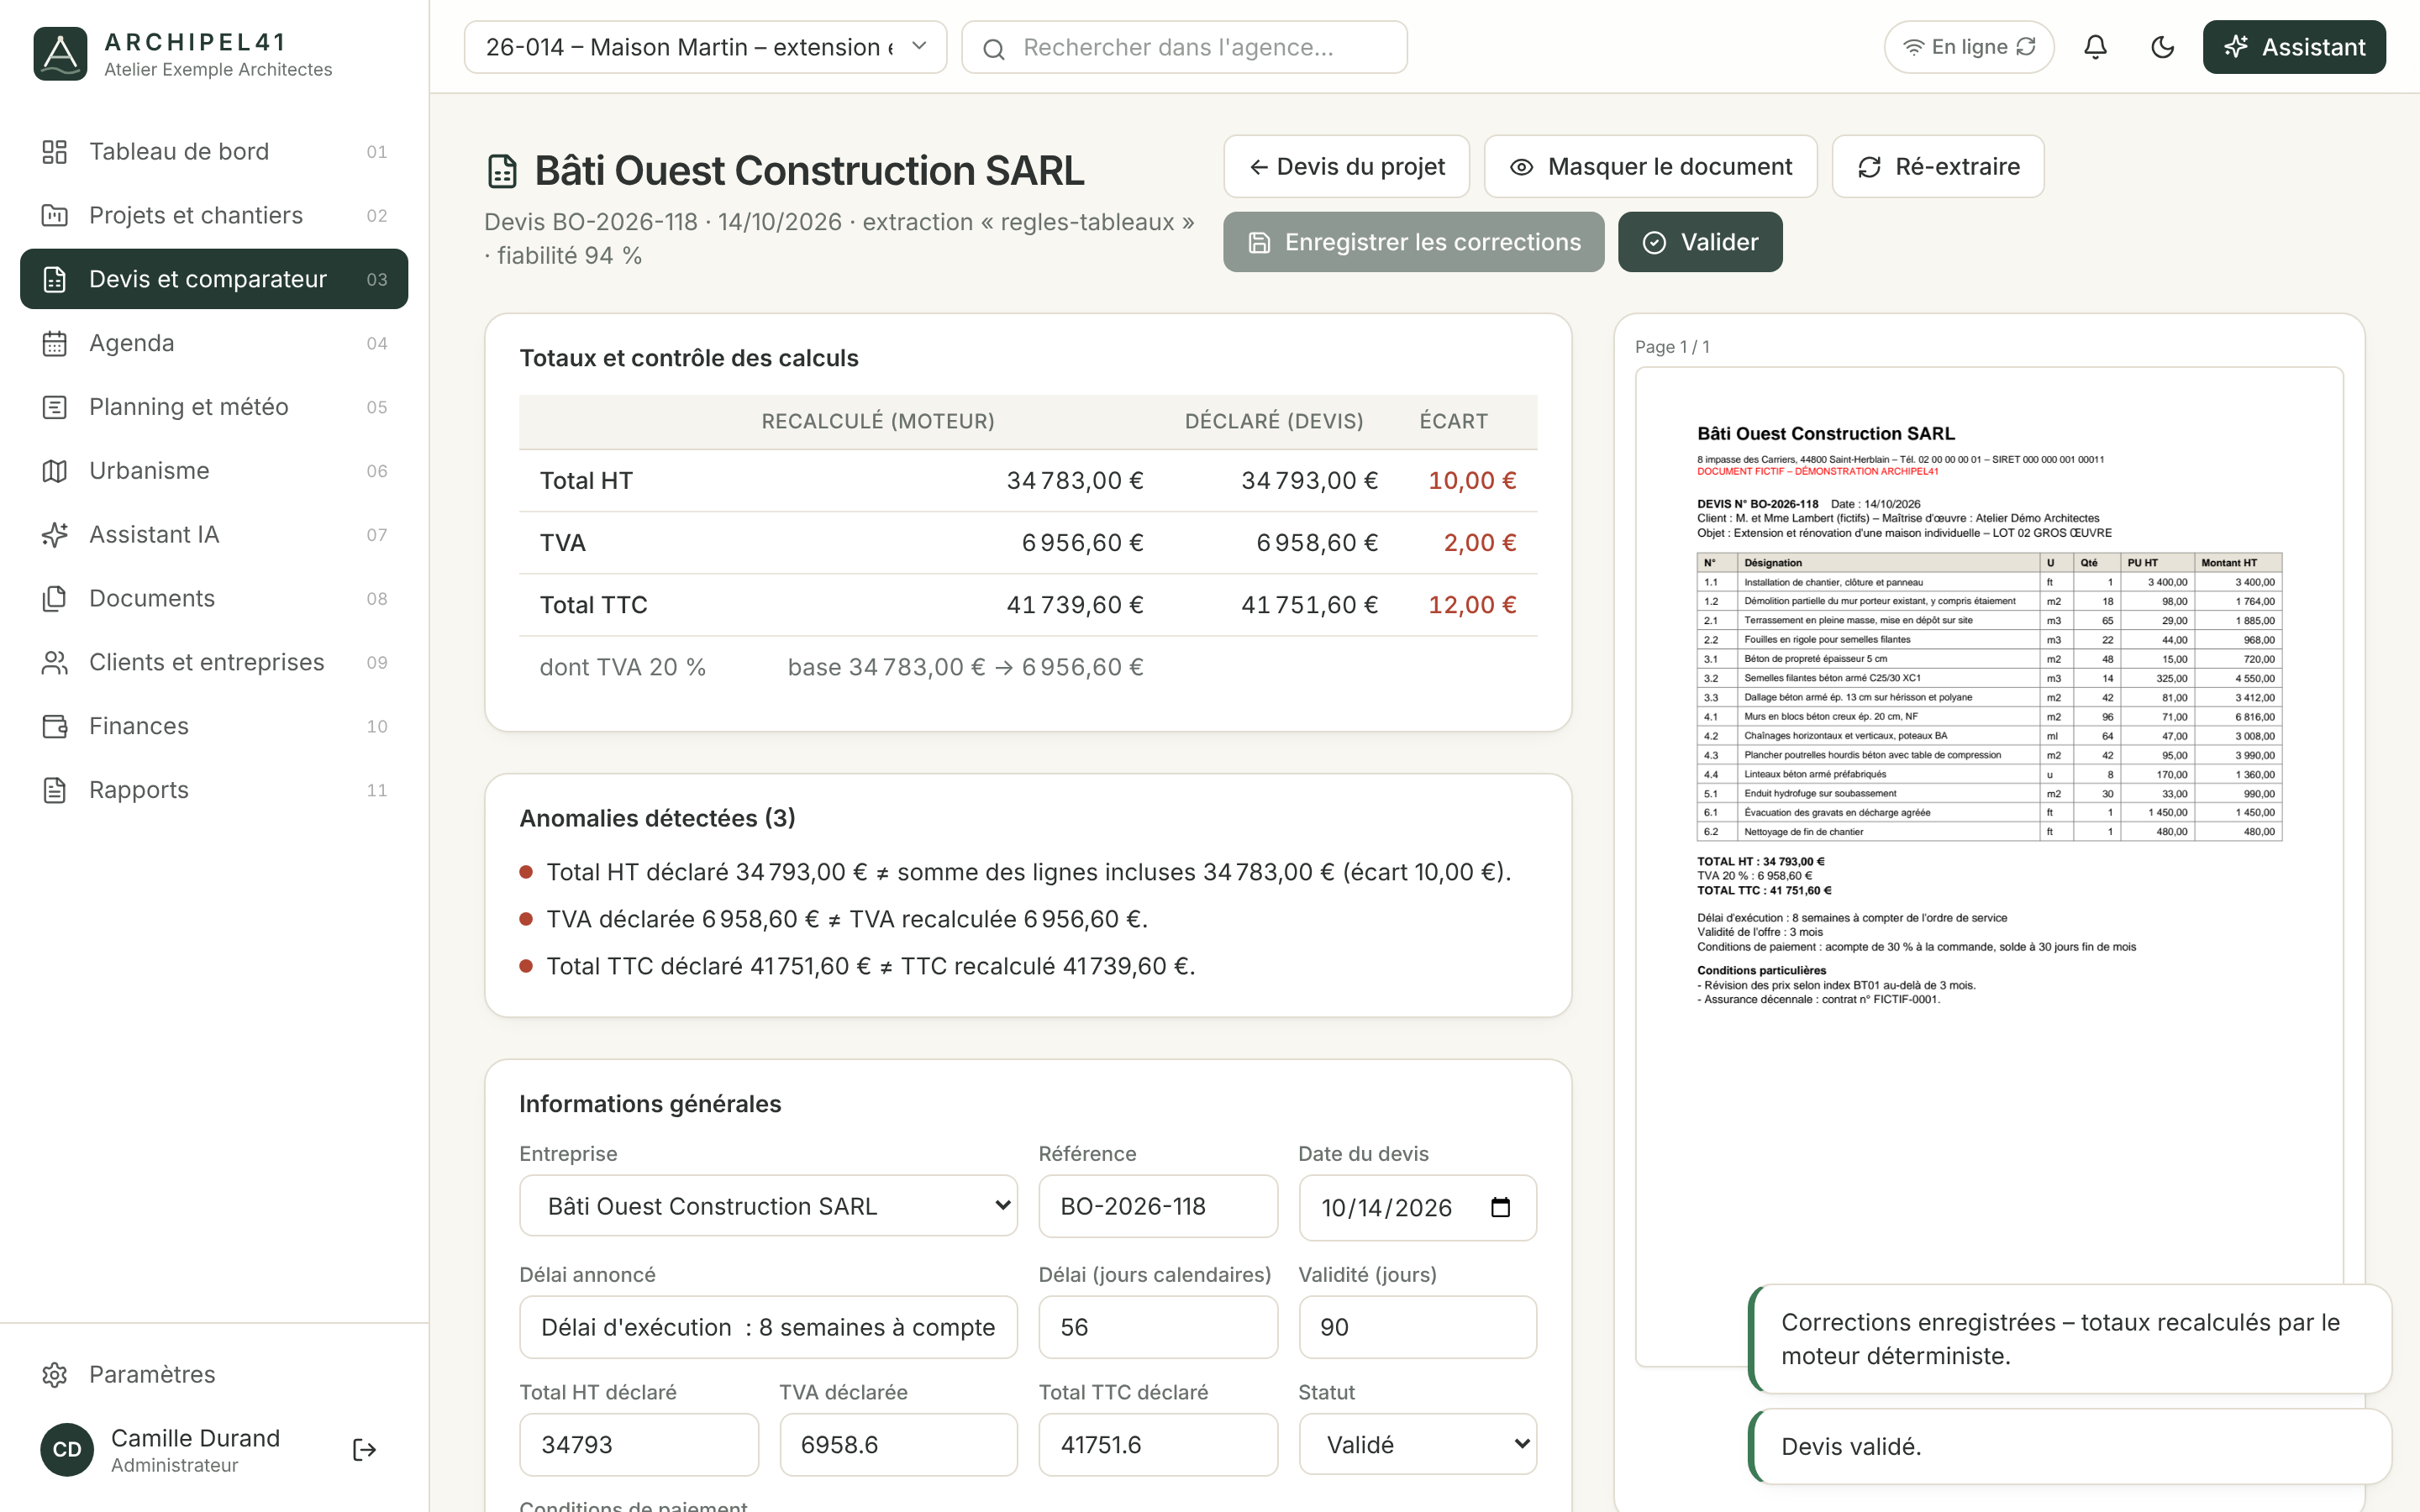 ARCHIPEL41
Atelier Exemple Architectes
Tableau de bord 01
Projets et chantiers 02
Devis et comparateur 03
Agenda 04
Planning et météo 05
Urbanisme 06
Assistant IA 07
Documents 08
Clients et entreprises 09
Finances 10
Rapports 11
Paramètres
CD
Camille Durand
Administrateur
26-014 – Maison Martin – extension e
Rechercher dans l'agence...
En ligne
Assistant
Bâti Ouest Construction SARL
Devis BO-2026-118 · 14/10/2026 · extraction « regles-tableaux »
· fiabilité 94 %
← Devis du projet
Masquer le document
Ré-extraire
Enregistrer les corrections
Valider
Totaux et contrôle des calculs
RECALCULÉ (MOTEUR) DÉCLARÉ (DEVIS) ÉCART
Total HT 34 783,00 € 34 793,00 € 10,00 €
TVA 6 956,60 € 6 958,60 € 2,00 €
Total TTC 41 739,60 € 41 751,60 € 12,00 €
dont TVA 20 % base 34 783,00 € → 6 956,60 €
Anomalies détectées (3)
Total HT déclaré 34 793,00 € ≠ somme des lignes incluses 34 783,00 € (écart 10,00 €).
TVA déclarée 6 958,60 € ≠ TVA recalculée 6 956,60 €.
Total TTC déclaré 41 751,60 € ≠ TTC recalculé 41 739,60 €.
Informations générales
Entreprise Référence Date du devis
Bâti Ouest Construction SARL BO-2026-118 10/14/2026
Délai annoncé Délai (jours calendaires) Validité (jours)
Délai d'exécution : 8 semaines à compte 56 90
Total HT déclaré TVA déclarée Total TTC déclaré Statut
34793 6958.6 41751.6 Validé
Conditions de paiement
Page 1 / 1
Bâti Ouest Construction SARL
8 impasse des Carriers, 44800 Saint-Herblain – Tél. 02 00 00 00 01 – SIRET 000 000 001 00011
DOCUMENT FICTIF – DÉMONSTRATION ARCHIPEL41
DEVIS N° BO-2026-118 Date : 14/10/2026
Client : M. et Mme Lambert (fictifs) – Maîtrise d'œuvre : Atelier Démo Architectes
Objet : Extension et rénovation d'une maison individuelle – LOT 02 GROS ŒUVRE
N° Désignation U Qté PU HT Montant HT
1.1 Installation de chantier, clôture et panneau ft 1 3 400,00 3 400,00
1.2 Démolition partielle du mur porteur existant, y compris étaiement m2 18 98,00 1 764,00
2.1 Terrassement en pleine masse, mise en dépôt sur site m3 65 29,00 1 885,00
2.2 Fouilles en rigole pour semelles filantes m3 22 44,00 968,00
3.1 Béton de propreté épaisseur 5 cm m2 48 15,00 720,00
3.2 Semelles filantes béton armé C25/30 XC1 m3 14 325,00 4 550,00
3.3 Dallage béton armé ép. 13 cm sur hérisson et polyane m2 42 81,00 3 412,00
4.1 Murs en blocs béton creux ép. 20 cm, NF m2 96 71,00 6 816,00
4.2 Chaînages horizontaux et verticaux, poteaux BA ml 64 47,00 3 008,00
4.3 Plancher poutrelles hourdis béton avec table de compression m2 42 95,00 3 990,00
4.4 Linteaux béton armé préfabriqués u 8 170,00 1 360,00
5.1 Enduit hydrofuge sur soubassement m2 30 33,00 990,00
6.1 Évacuation des gravats en décharge agréée ft 1 1 450,00 1 450,00
6.2 Nettoyage de fin de chantier ft 1 480,00 480,00
TOTAL HT : 34 793,00 €
TVA 20 % : 6 958,60 €
TOTAL TTC : 41 751,60 €
Délai d'exécution : 8 semaines à compter de l'ordre de service
Validité de l'offre : 3 mois
Conditions de paiement : acompte de 30 % à la commande, solde à 30 jours fin de mois
Conditions particulières
- Révision des prix selon index BT01 au-delà de 3 mois.
- Assurance décennale : contrat n° FICTIF-0001.
Corrections enregistrées – totaux recalculés par le
moteur déterministe.
Devis validé.